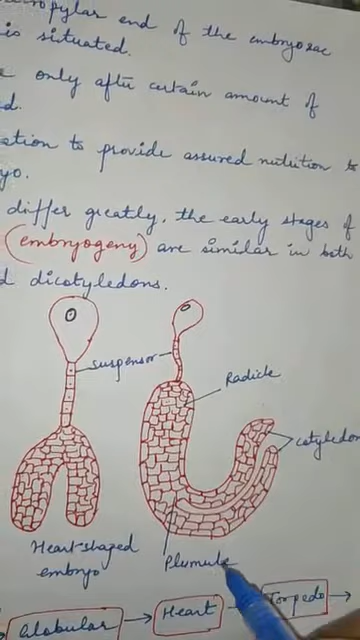 ropylar end of the embryosac
is situated.
only after certain amount of
to provide assured nutrition to
yo.
differ greatly, the early stages of
(embryogeny) are similar in both
d dicotyledons.
suspensor
Radicle
cotyledon
Heart-shaped
embryo
Plumule
Globular → Heart → Torpedo →